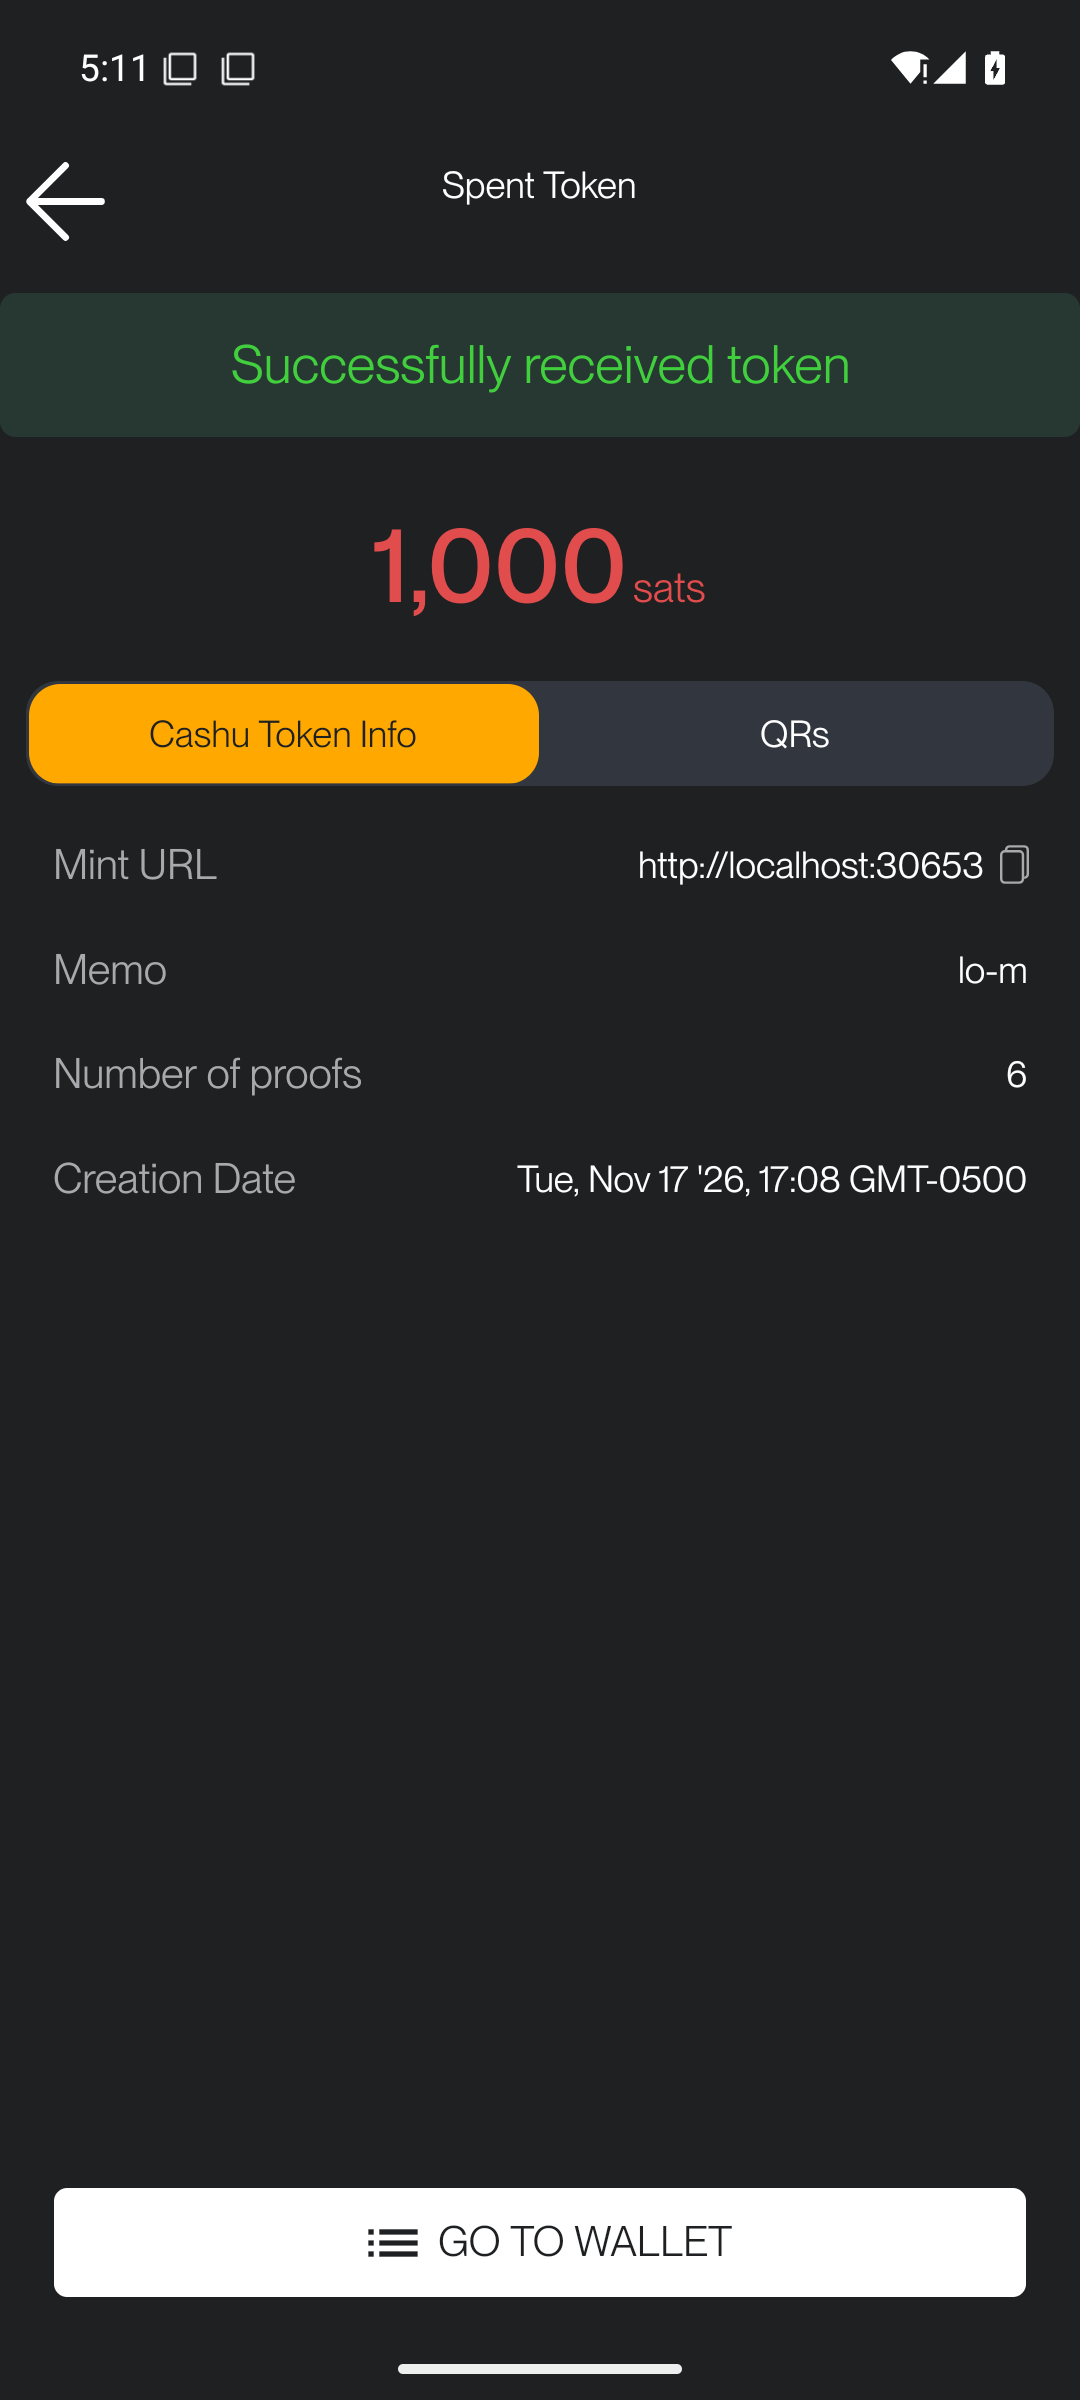 5:11
Spent Token
Successfully received token
1,000 sats
Cashu Token Info
QRs
Mint URL
http://localhost:30653
Memo
lo-m
Number of proofs
6
Creation Date
Tue, Nov 17 '26, 17:08 GMT-0500
GO TO WALLET